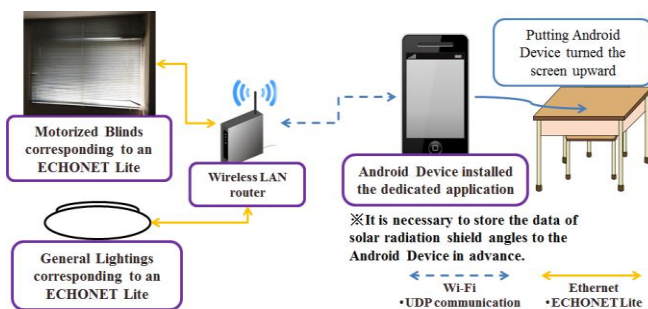 Motorized Blinds
corresponding to an
ECHONET Lite
Wireless LAN
router
General Lightings
corresponding to an
ECHONET Lite
Putting Android
Device turned the
screen upward
Android Device installed
the dedicated application
※It is necessary to store the data of
solar radiation shield angles to the
Android Device in advance.
Wi-Fi
•UDP communication
Ethernet
•ECHONET Lite